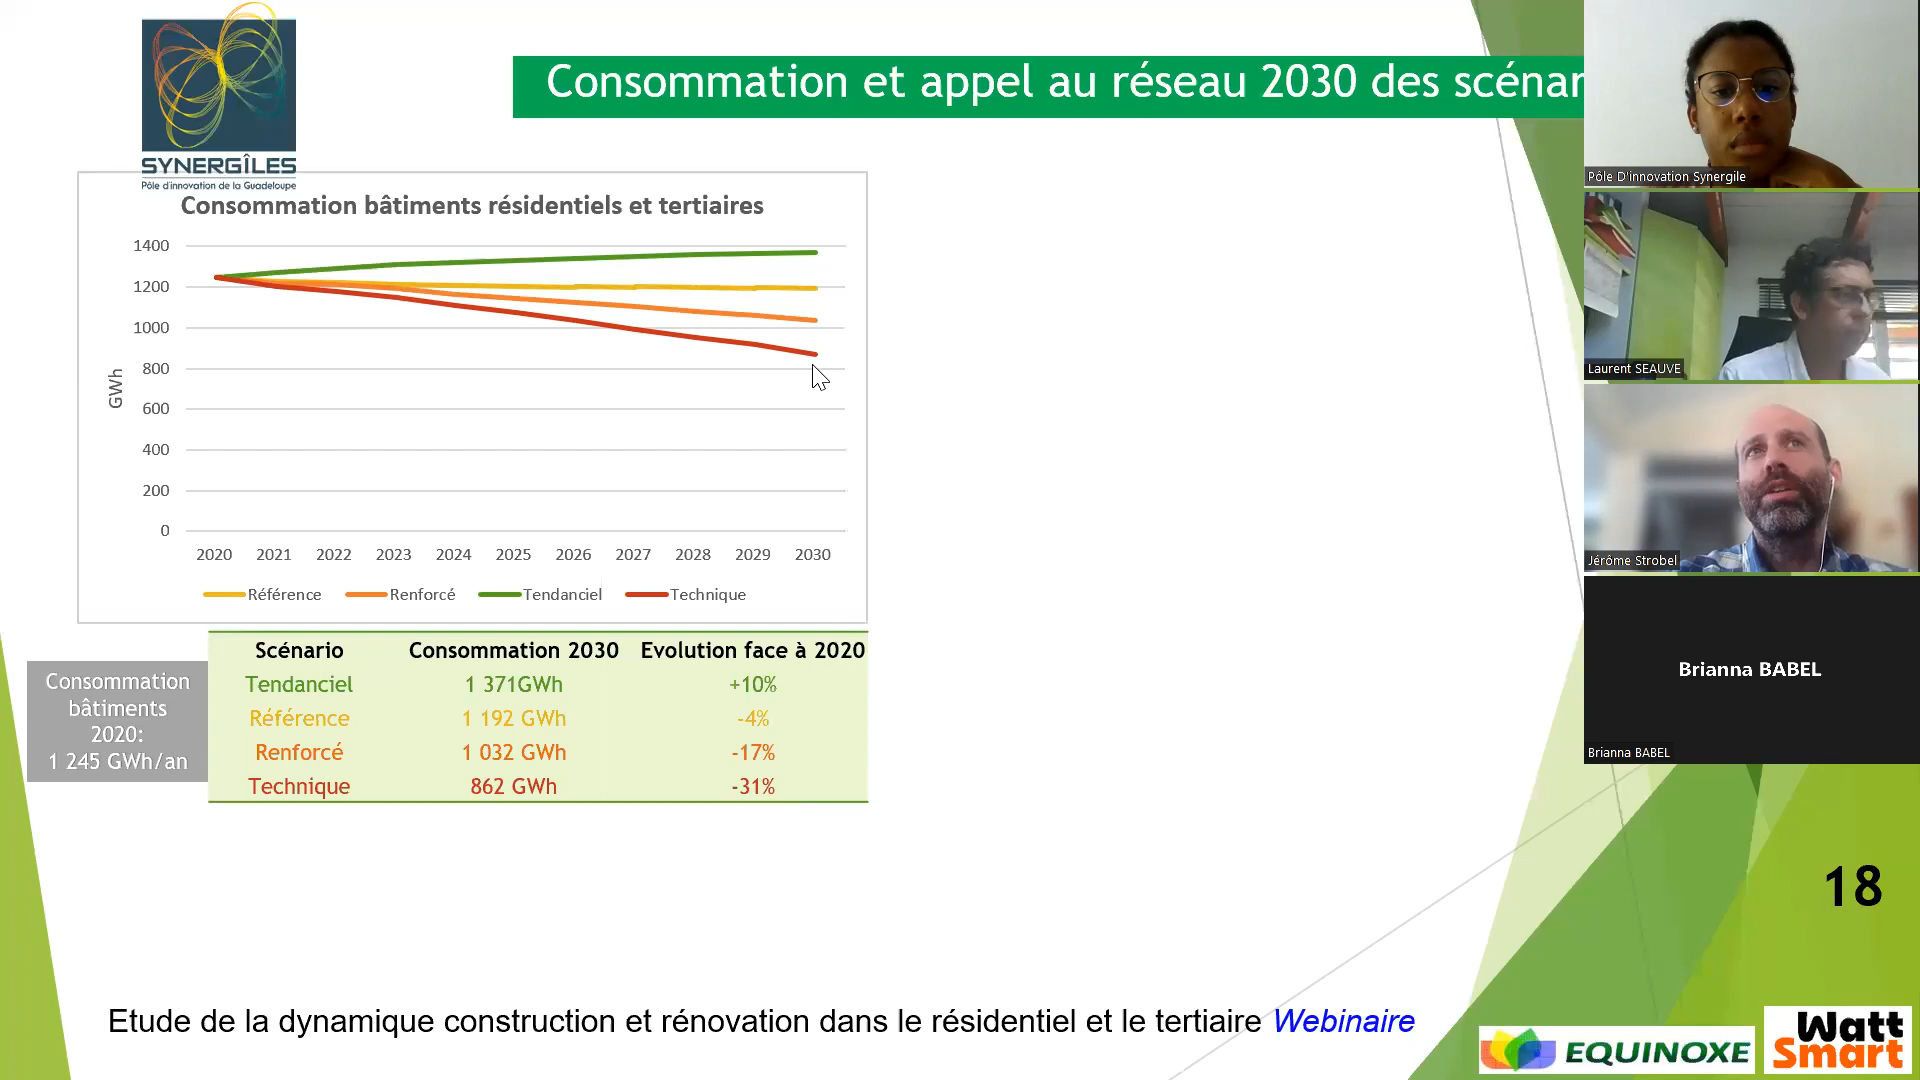 SYNERGÎLES
Pôle d'innovation de la Guadeloupe
Consommation et appel au réseau 2030 des scénar
Consommation bâtiments résidentiels et tertiaires
1400
1200
1000
800
600
400
200
0
GWh
2020 2021 2022 2023 2024 2025 2026 2027 2028 2029 2030
Référence Renforcé Tendanciel Technique
Consommation
bâtiments
2020:
1 245 GWh/an
Scénario Consommation 2030 Evolution face à 2020
Tendanciel 1 371GWh +10%
Référence 1 192 GWh -4%
Renforcé 1 032 GWh -17%
Technique 862 GWh -31%
Pôle D'innovation Synergile
Laurent SEAUVE
Jérôme Strobel
Brianna BABEL
Brianna BABEL
18
Etude de la dynamique construction et rénovation dans le résidentiel et le tertiaire Webinaire
EQUINOXE
Watt
Smart